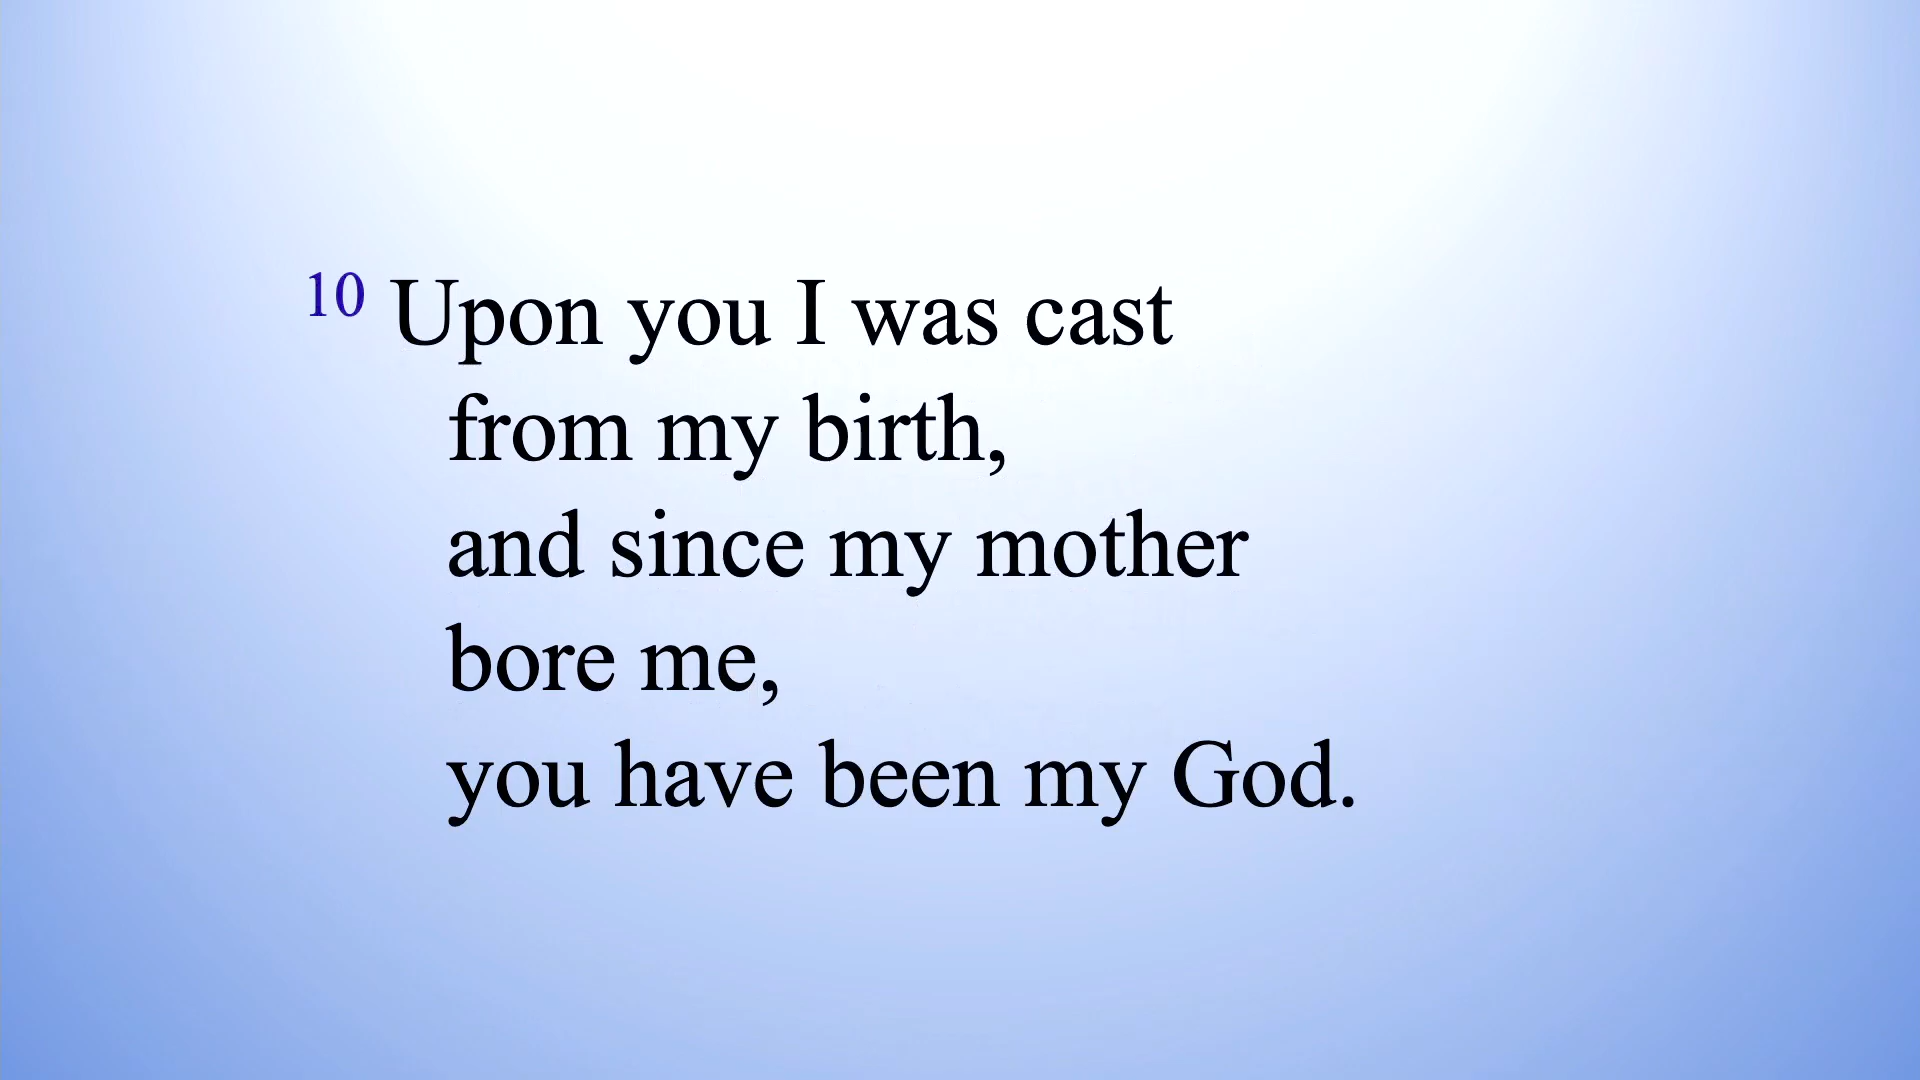 10 Upon you I was cast
from my birth,
and since my mother
bore me,
you have been my God.